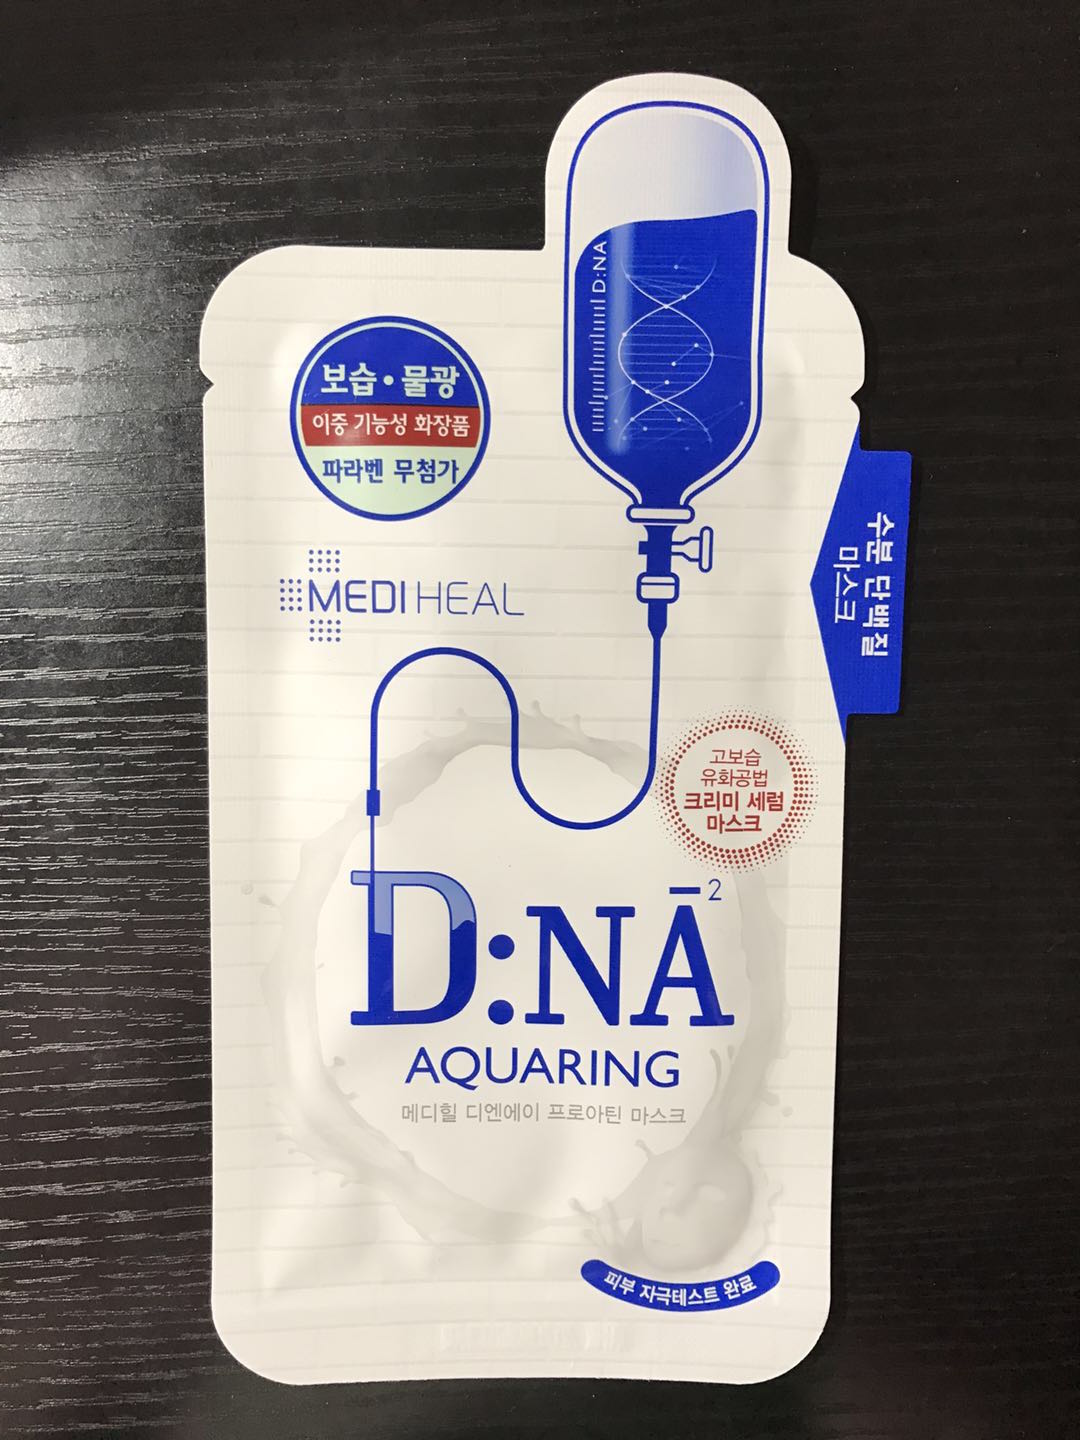 D:NA
보습•물광
이중 기능성 화장품
파라벤 무첨가
MEDIHEAL
수분 단백질
마스크
고보습
유화공법
크리미 세럼
마스크
D:NĀ²
AQUARING
메디힐 디엔에이 프로아틴 마스크
피부 자극테스트 완료